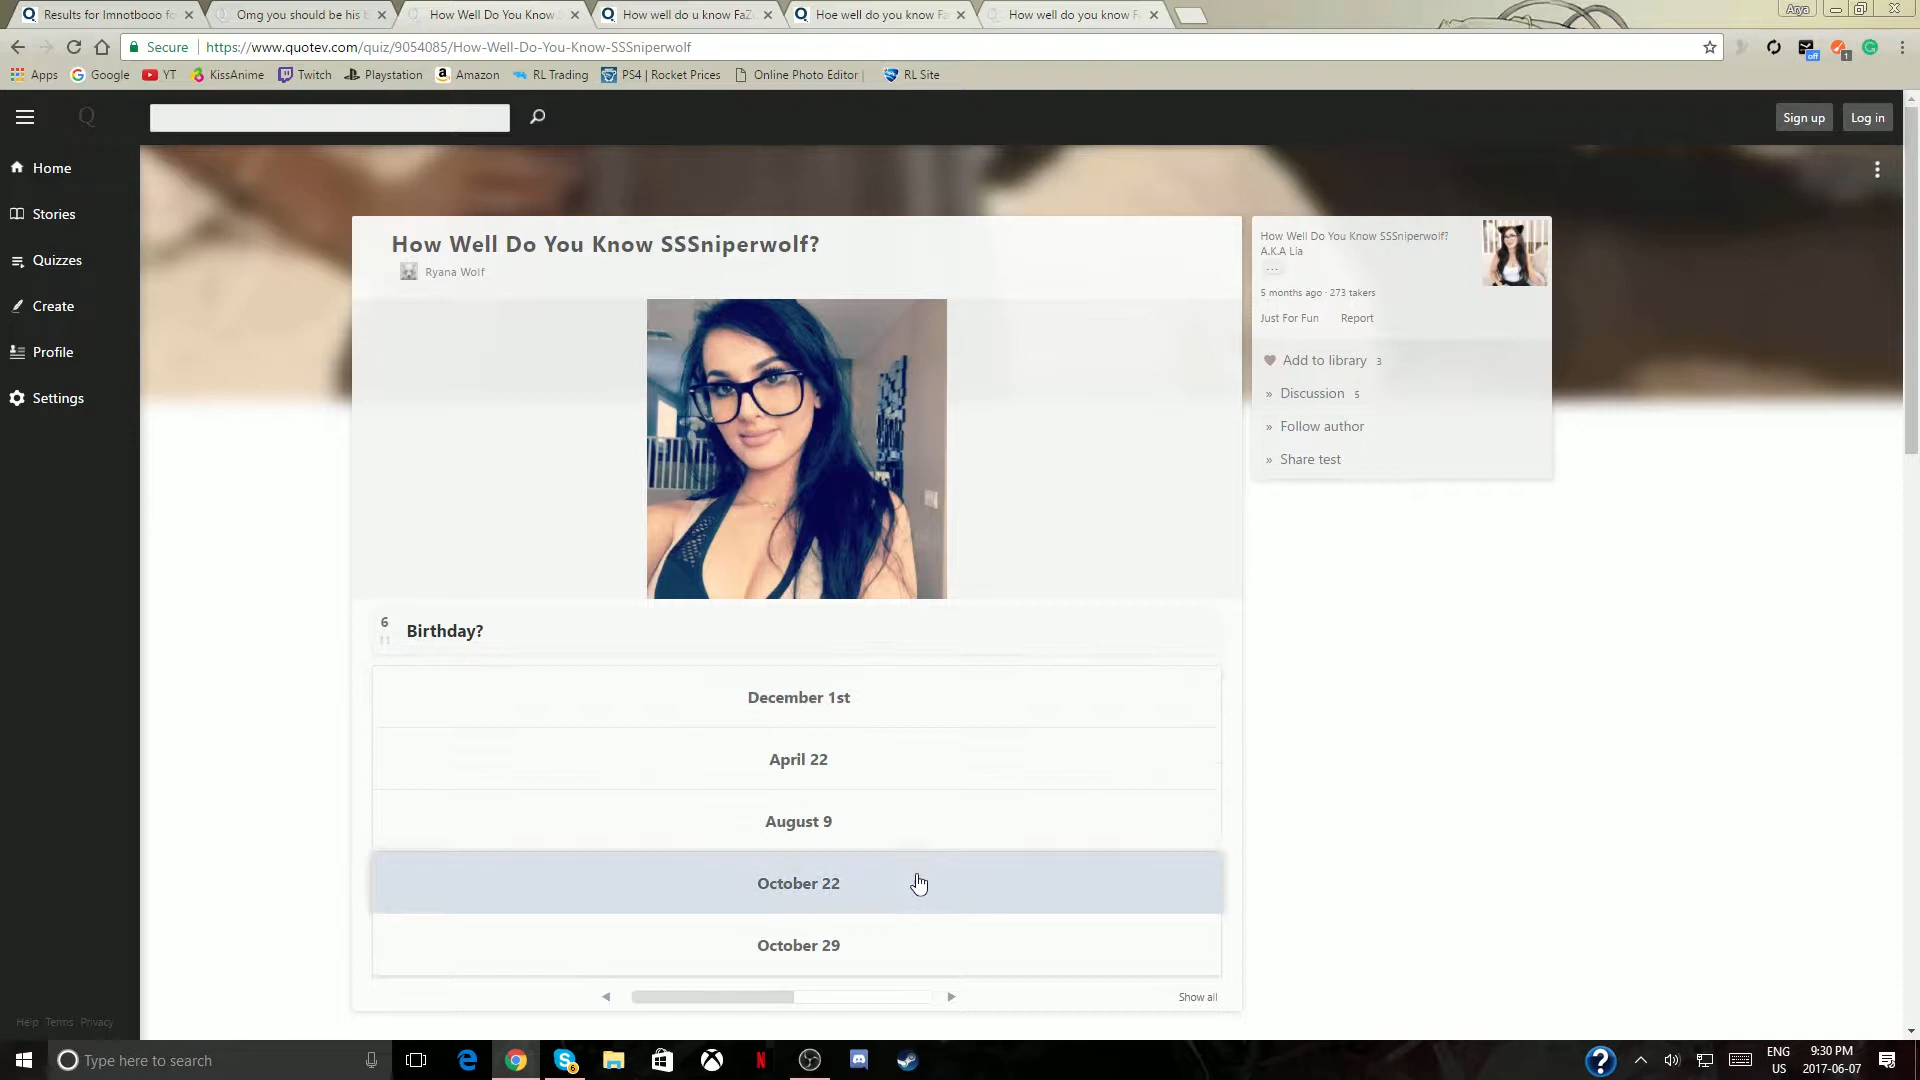 Results for Imnotbooo fo
Omg you should be his b
How Well Do You Know S
How well do u know FaZ
Hoe well do you know Fa
How well do you know F
Arya
Secure
https://www.quotev.com/quiz/9054085/How-Well-Do-You-Know-SSSniperwolf
off
1
Apps
Google
YT
KissAnime
Twitch
Playstation
Amazon
RL Trading
PS4 | Rocket Prices
Online Photo Editor |
RL Site
Q
Sign up
Log in
Home
Stories
Quizzes
Create
Profile
Settings
Help Terms Privacy
How Well Do You Know SSSniperwolf?
Ryana Wolf
6
11
Birthday?
December 1st
April 22
August 9
October 22
October 29
Show all
How Well Do You Know SSSniperwolf?
A.K.A Lia
...
5 months ago · 273 takers
Just For Fun Report
Add to library 3
» Discussion 5
» Follow author
» Share test
Type here to search
6
ENG
US
9:30 PM
2017-06-07